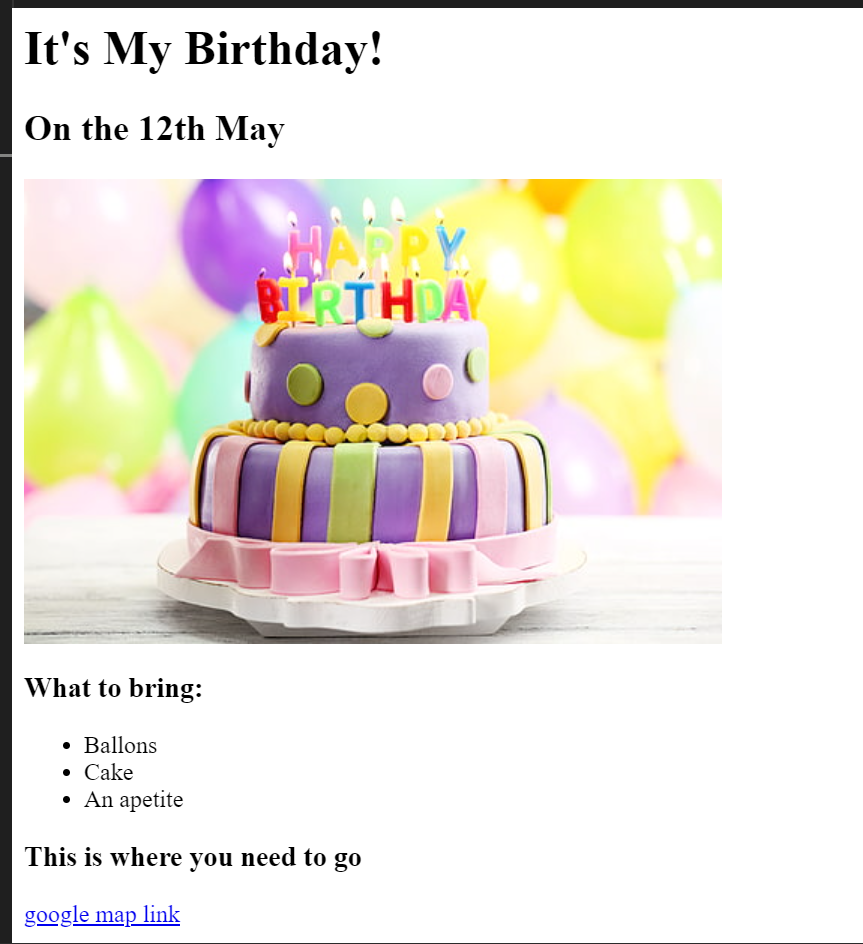 It's My Birthday!
On the 12th May
HAPPY
BIRTHDAY
What to bring:
Ballons
Cake
An apetite
This is where you need to go
google map link